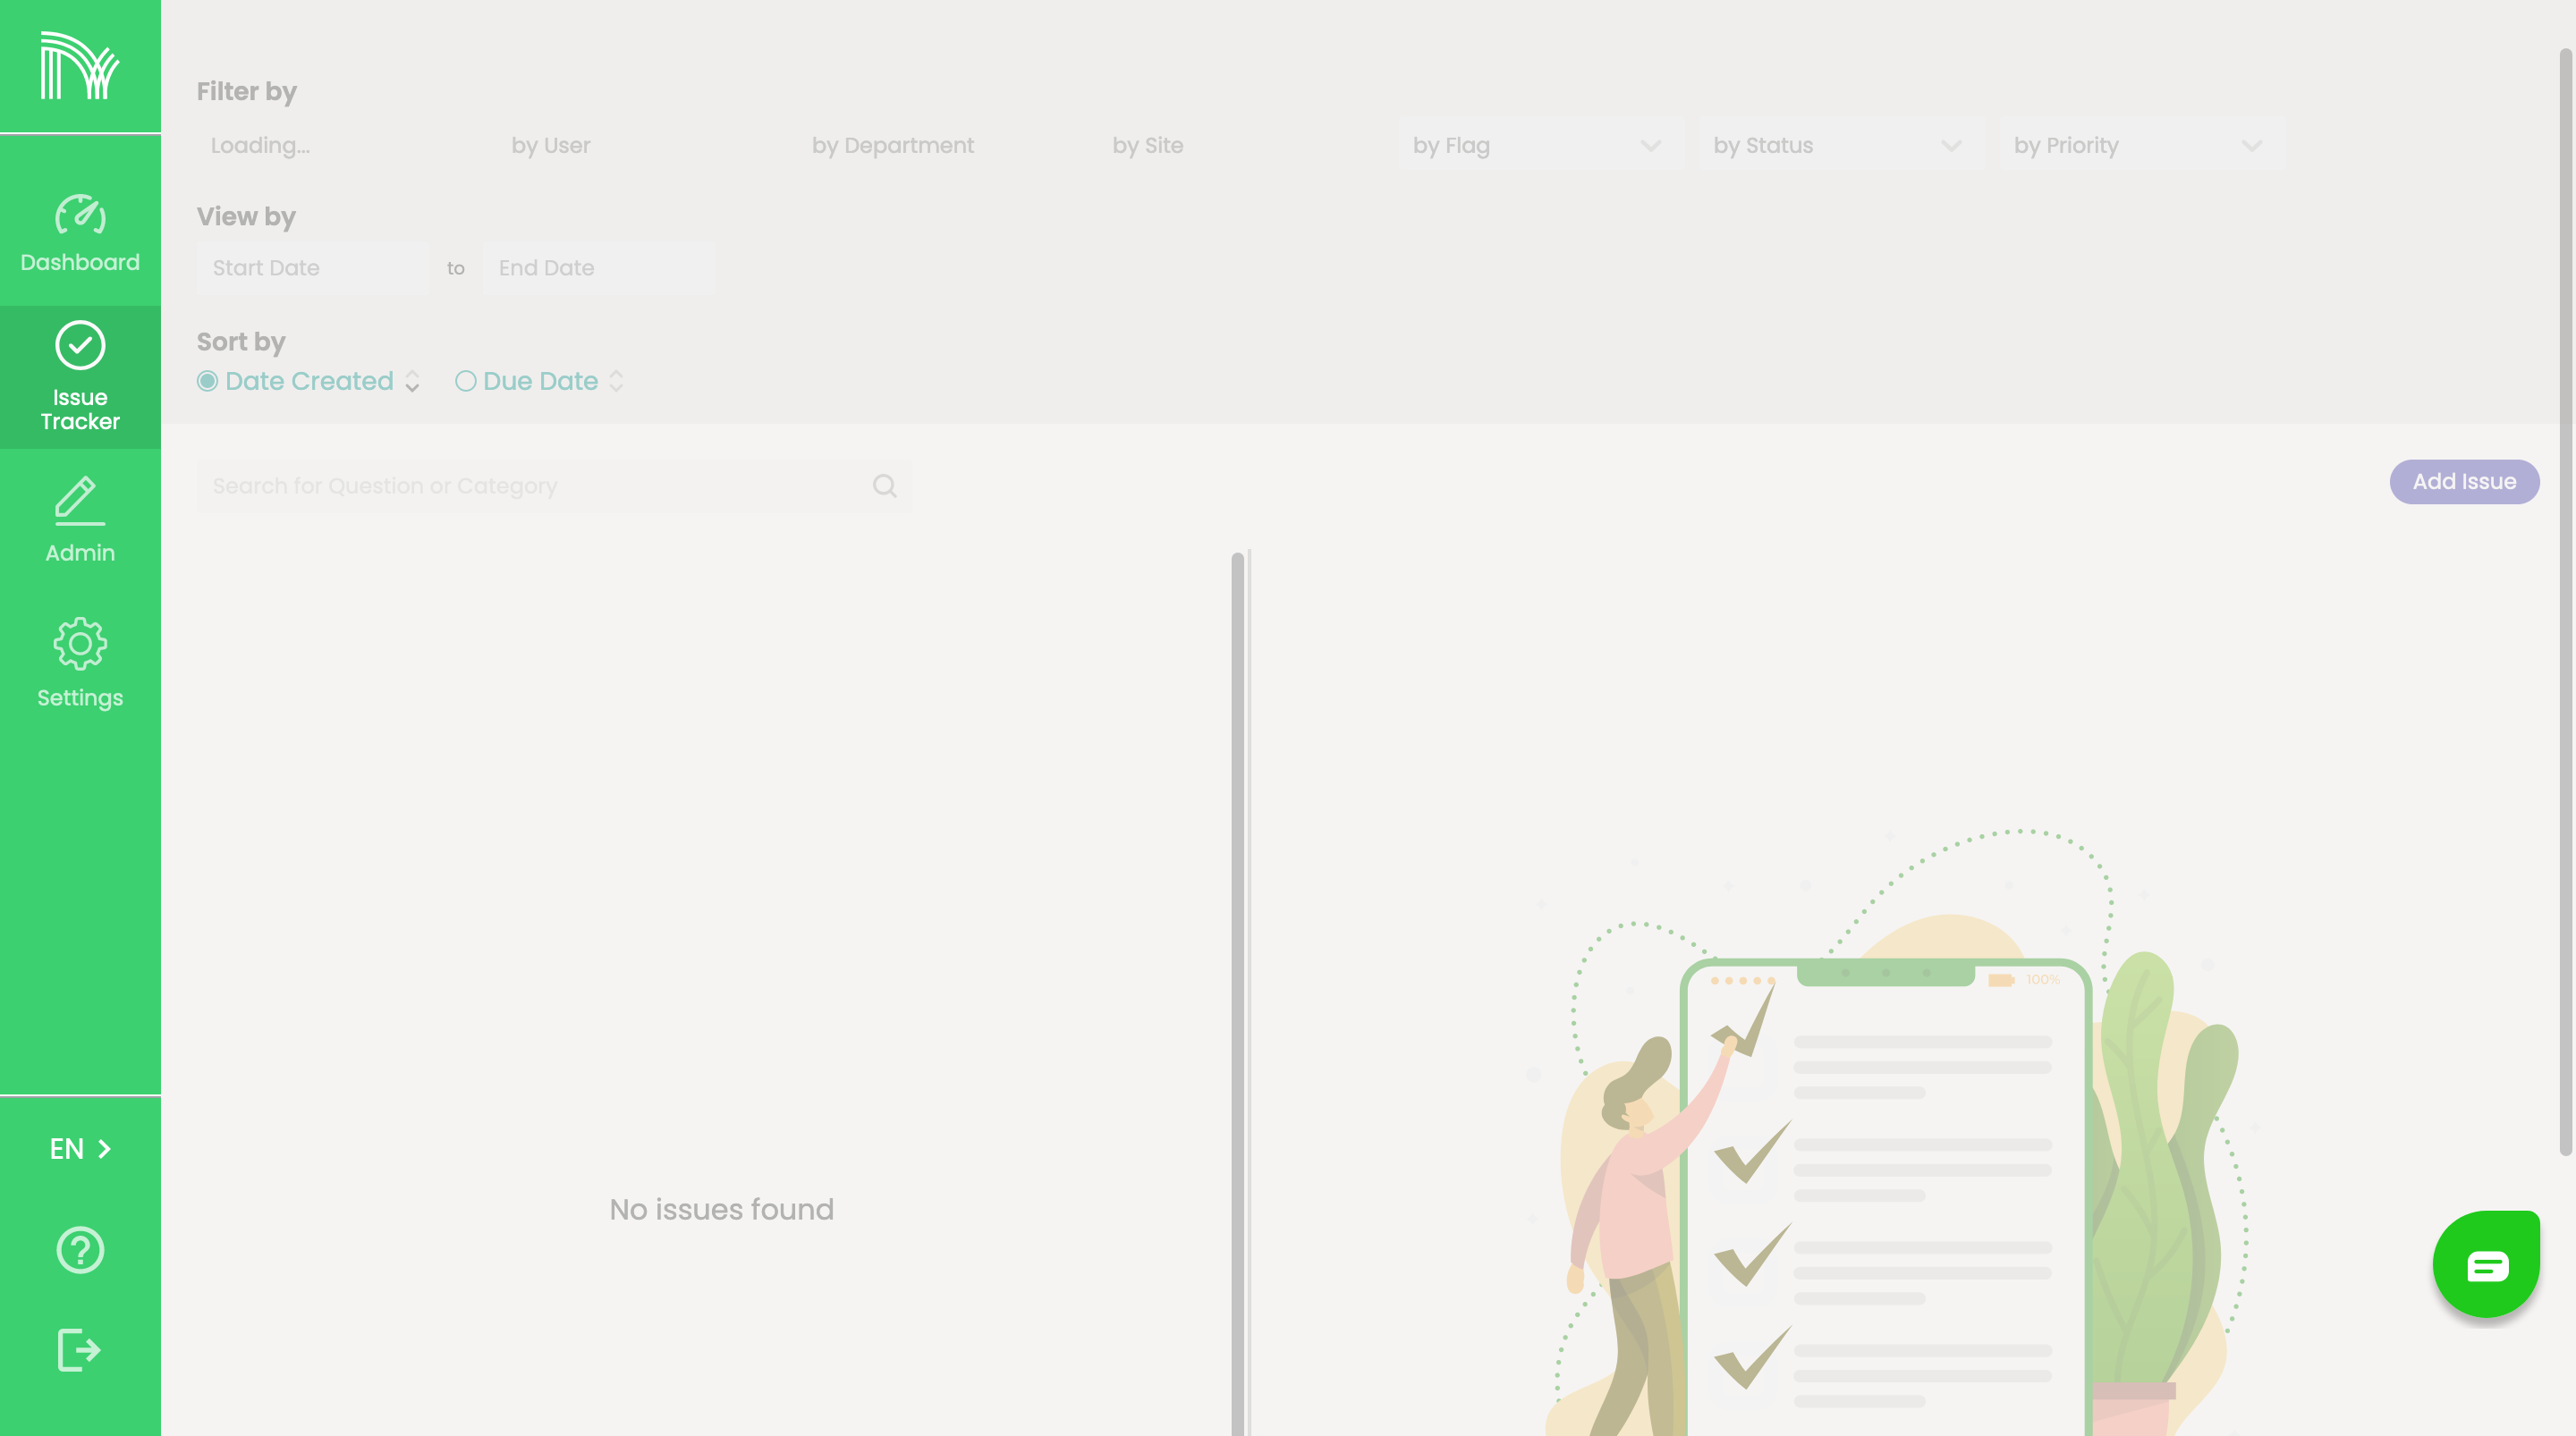 Filter by
Loading...
by User
by Department
by Site
by Flag
by Status
by Priority
View by
Start Date
to
End Date
Sort by
Date Created
Due Date
Search for Question or Category
Add Issue
Dashboard
Issue
Tracker
Admin
Settings
No issues found
100%
EN